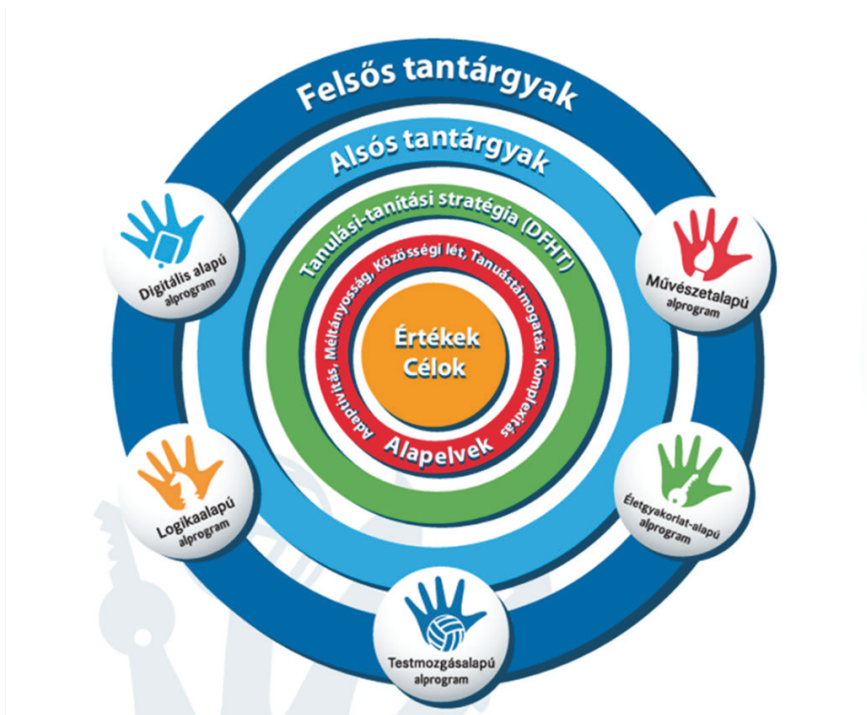 Felsős tantárgyak
Alsós tantárgyak
Tanulási-tanítási stratégia (DFHT)
Adaptivitás, Méltányosság, Közösségi lét, Tanuástámogatás, Komplexitás
Értékek
Célok
Alapelvek
Digitális alapú
alprogram
Művészetalapú
alprogram
Logikaalapú
alprogram
Életgyakorlat-alapú
alprogram
Testmozgásalapú
alprogram